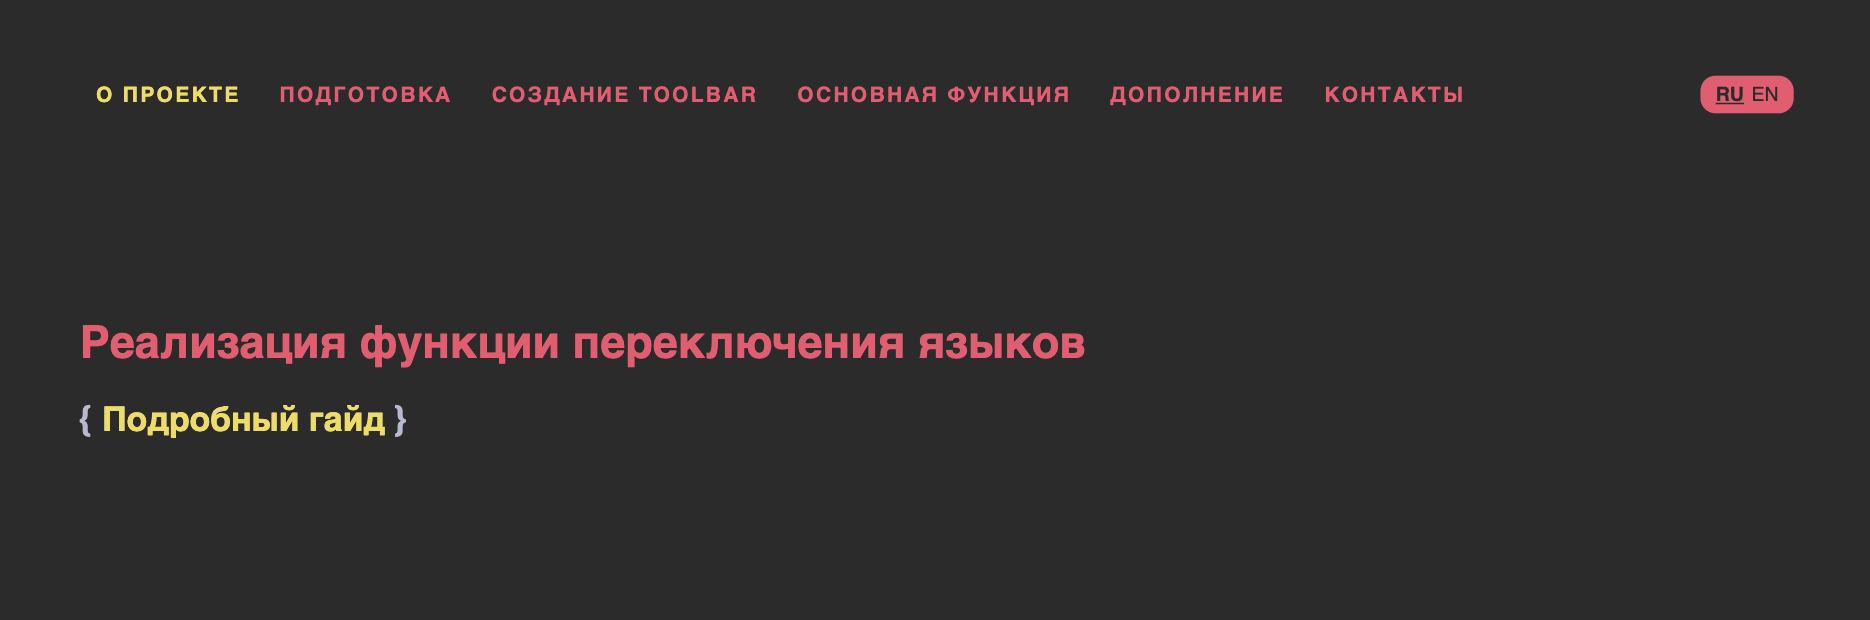 О ПРОЕКТЕ ПОДГОТОВКА СОЗДАНИЕ TOOLBAR ОСНОВНАЯ ФУНКЦИЯ ДОПОЛНЕНИЕ КОНТАКТЫ RU EN
Реализация функции переключения языков
{ Подробный гайд }